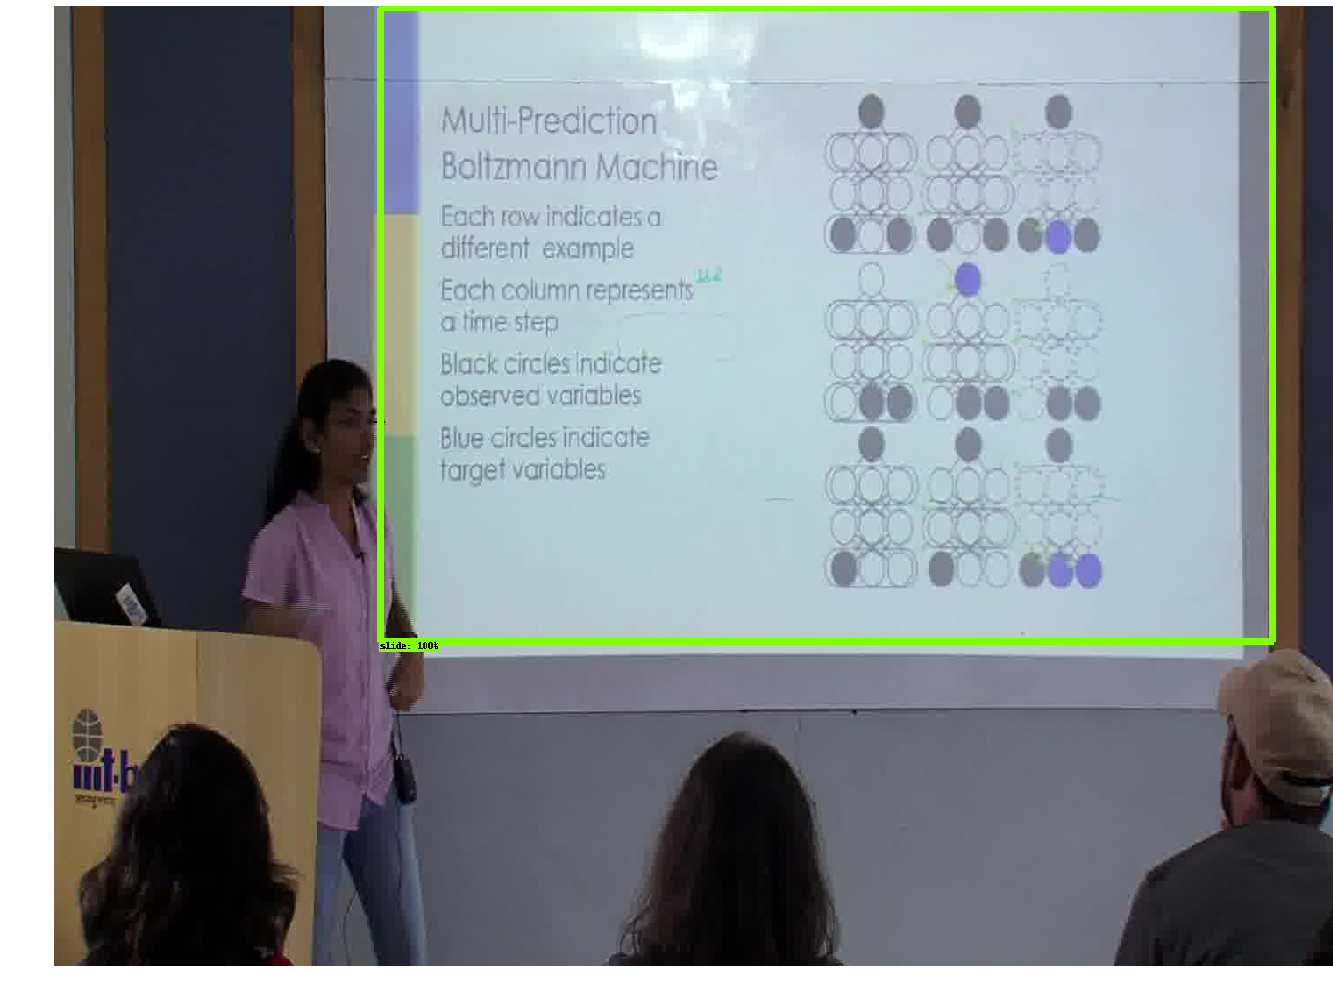 Multi-Prediction
Boltzmann Machine
Each row indicates a
different example
Each column represents
a time step
Black circles indicate
observed variables
Blue circles indicate
target variables
slide: 100%